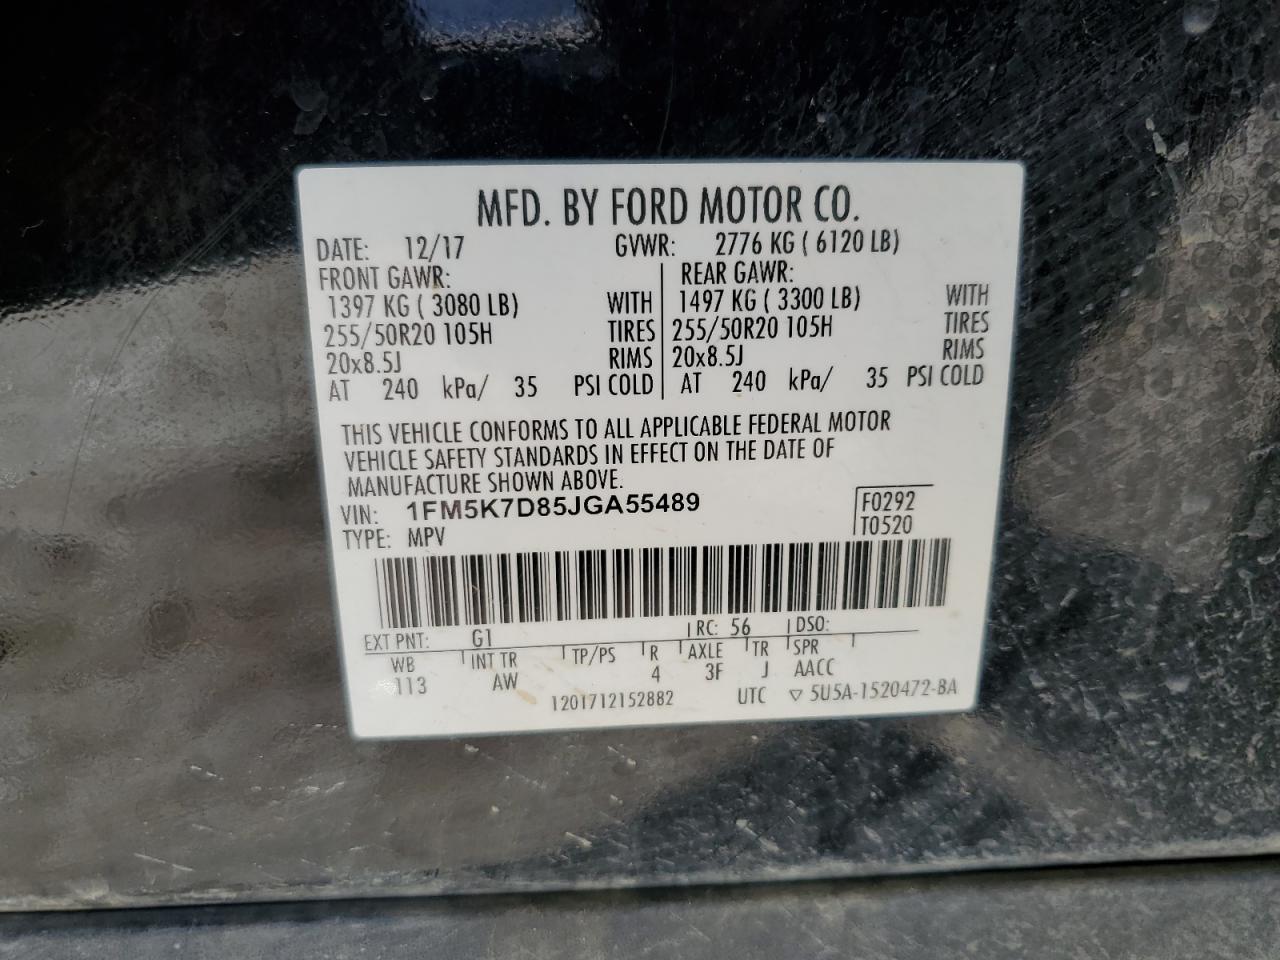 MFD. BY FORD MOTOR CO.
DATE: 12/17 GVWR: 2776 KG ( 6120 LB)
FRONT GAWR: REAR GAWR:
1397 KG ( 3080 LB) WITH 1497 KG ( 3300 LB) WITH
255/50R20 105H TIRES 255/50R20 105H TIRES
20x8.5J RIMS 20x8.5J RIMS
AT 240 kPa/ 35 PSI COLD AT 240 kPa/ 35 PSI COLD
THIS VEHICLE CONFORMS TO ALL APPLICABLE FEDERAL MOTOR
VEHICLE SAFETY STANDARDS IN EFFECT ON THE DATE OF
MANUFACTURE SHOWN ABOVE.
VIN: 1FM5K7D85JGA55489 F0292
TYPE: MPV T0520
EXT PNT: G1 RC: 56 DSO:
WB INT TR TP/PS R AXLE TR SPR
113 AW 4 3F J AACC
1201712152882 UTC ▽ 5U5A-1520472-BA